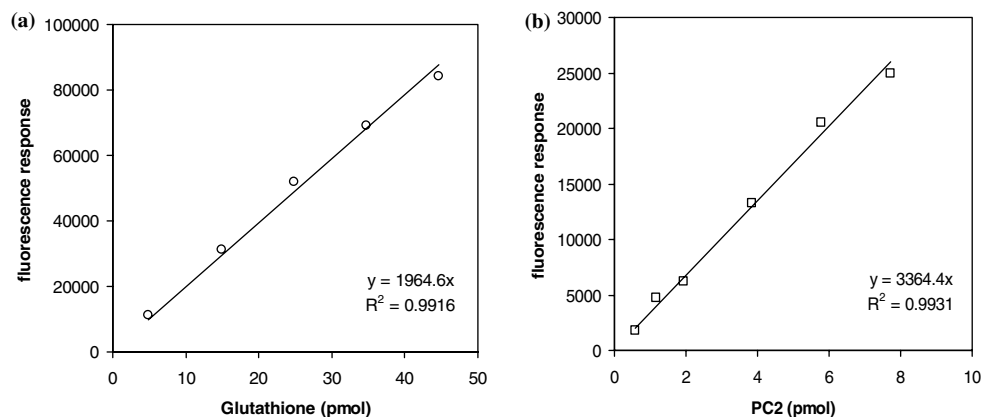 (a)
fluorescence response
100000
80000
60000
40000
20000
0
y = 1964.6x
R² = 0.9916
0 10 20 30 40 50
Glutathione (pmol)
(b)
fluorescence response
30000
25000
20000
15000
10000
5000
0
y = 3364.4x
R² = 0.9931
0 2 4 6 8 10
PC2 (pmol)